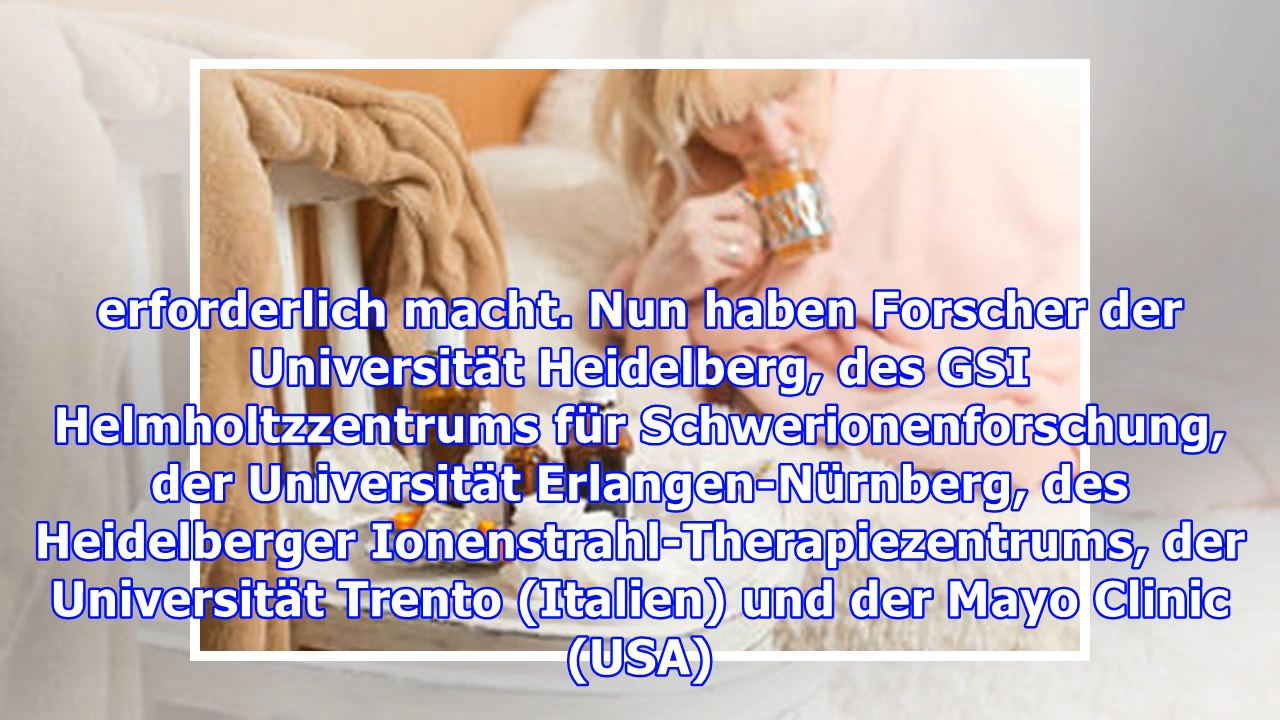 erforderlich macht. Nun haben Forscher der
Universität Heidelberg, des GSI
Helmholtzzentrums für Schwerionenforschung,
der Universität Erlangen-Nürnberg, des
Heidelberger Ionenstrahl-Therapiezentrums, der
Universität Trento (Italien) und der Mayo Clinic
(USA)